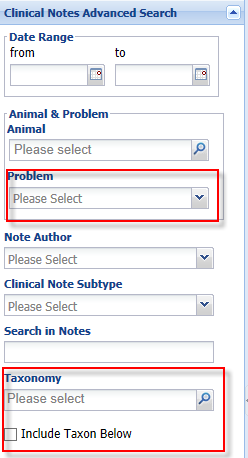 Clinical Notes Advanced Search
Date Range
from to
Animal & Problem
Animal
Please select
Problem
Please Select
Note Author
Please Select
Clinical Note Subtype
Please Select
Search in Notes
Taxonomy
Please select
Include Taxon Below